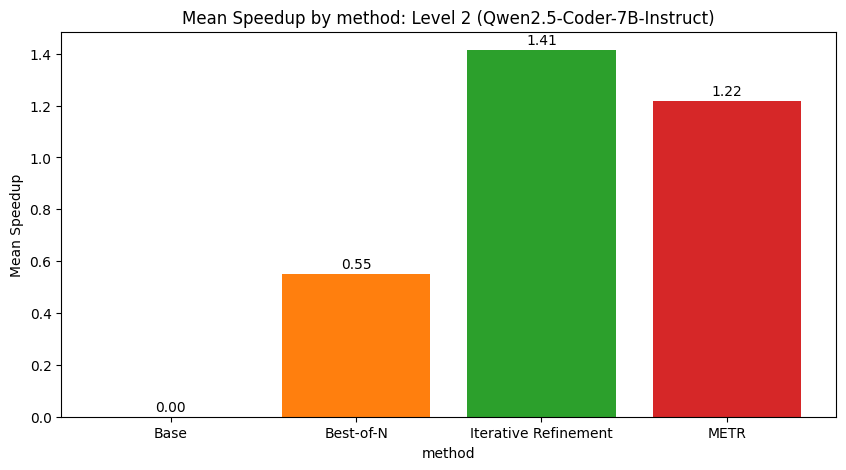 Mean Speedup by method: Level 2 (Qwen2.5-Coder-7B-Instruct)
Mean Speedup
1.4
1.2
1.0
0.8
0.6
0.4
0.2
0.0
0.00
0.55
1.41
1.22
Base
Best-of-N
Iterative Refinement
METR
method